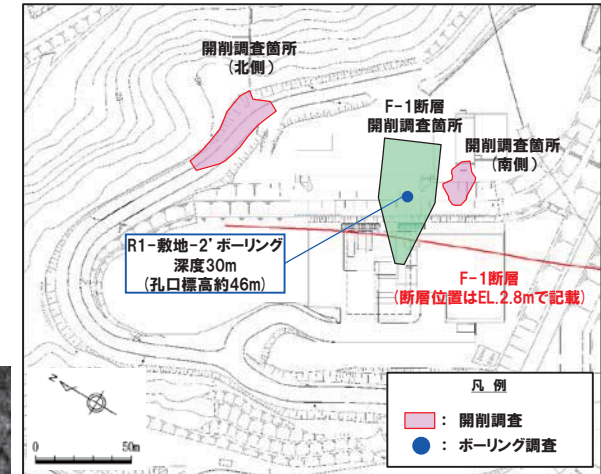 開削調査箇所
(北側)
F-1断層
開削調査箇所
開削調査箇所
(南側)
R1-敷地-2' ボーリング
深度30m
(孔口標高約46m)
F-1断層
(断層位置はEL.2.8mで記載)
N
0 50m
凡 例
: 開削調査
: ボーリング調査